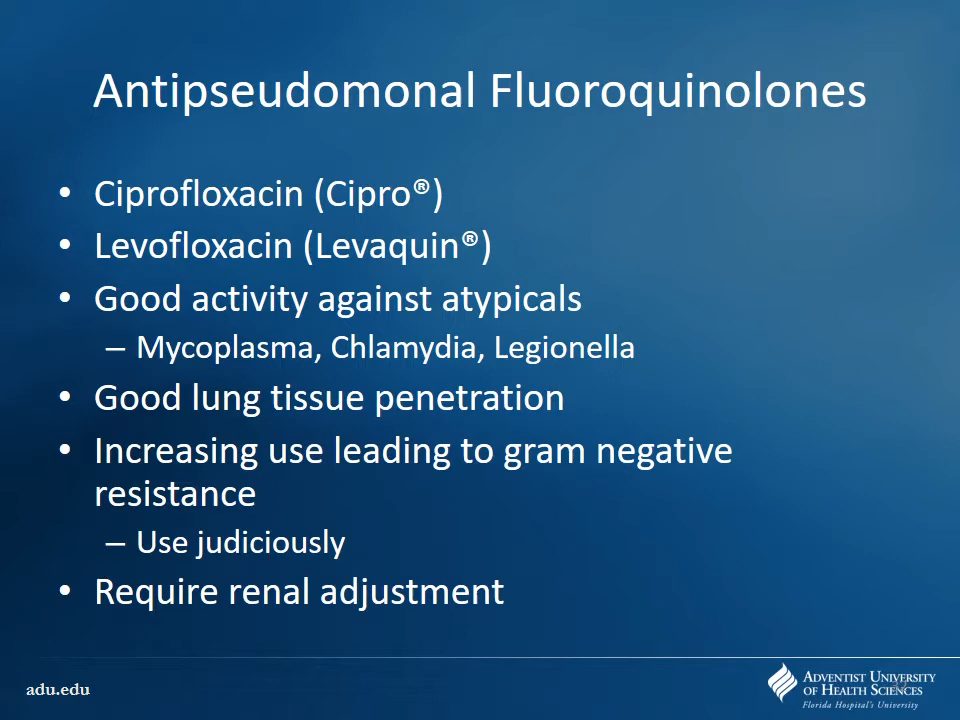 Antipseudomonal Fluoroquinolones
• Ciprofloxacin (Cipro®)
• Levofloxacin (Levaquin®)
• Good activity against atypicals
– Mycoplasma, Chlamydia, Legionella
• Good lung tissue penetration
• Increasing use leading to gram negative
resistance
– Use judiciously
• Require renal adjustment
adu.edu
ADVENTIST UNIVERSITY
OF HEALTH SCIENCES
Florida Hospital's University